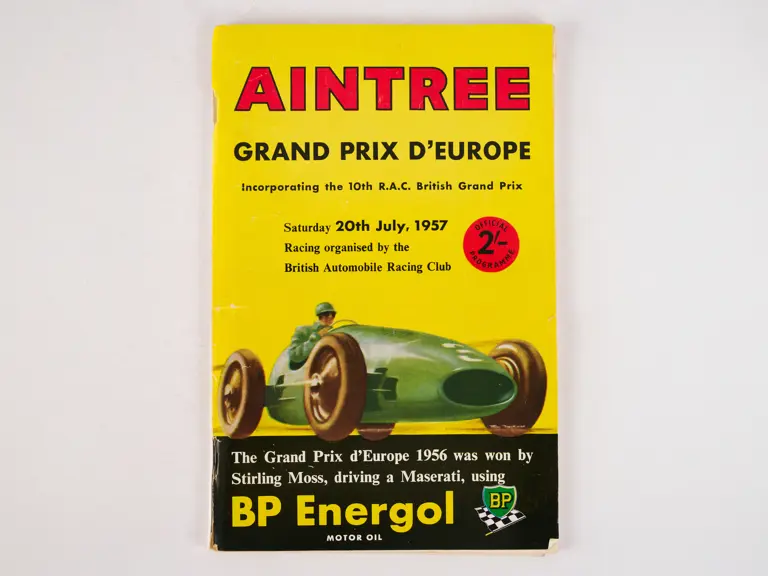 AINTREE
GRAND PRIX D'EUROPE
Incorporating the 10th R.A.C. British Grand Prix
Saturday 20th July, 1957
Racing organised by the
British Automobile Racing Club
OFFICIAL
2/-
PROGRAMME
The Grand Prix d'Europe 1956 was won by
Stirling Moss, driving a Maserati, using
BP Energol
BP
MOTOR OIL